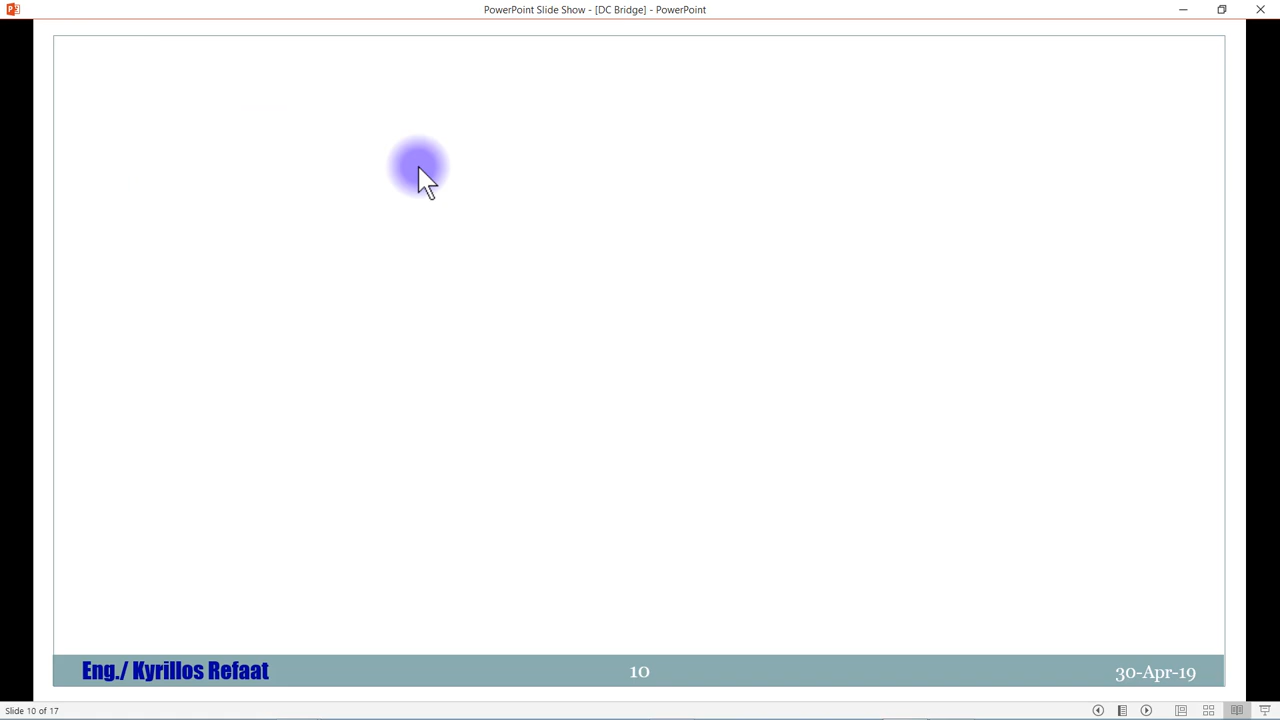 PowerPoint Slide Show - [DC Bridge] - PowerPoint
Eng./ Kyrillos Refaat
10
30-Apr-19
Slide 10 of 17